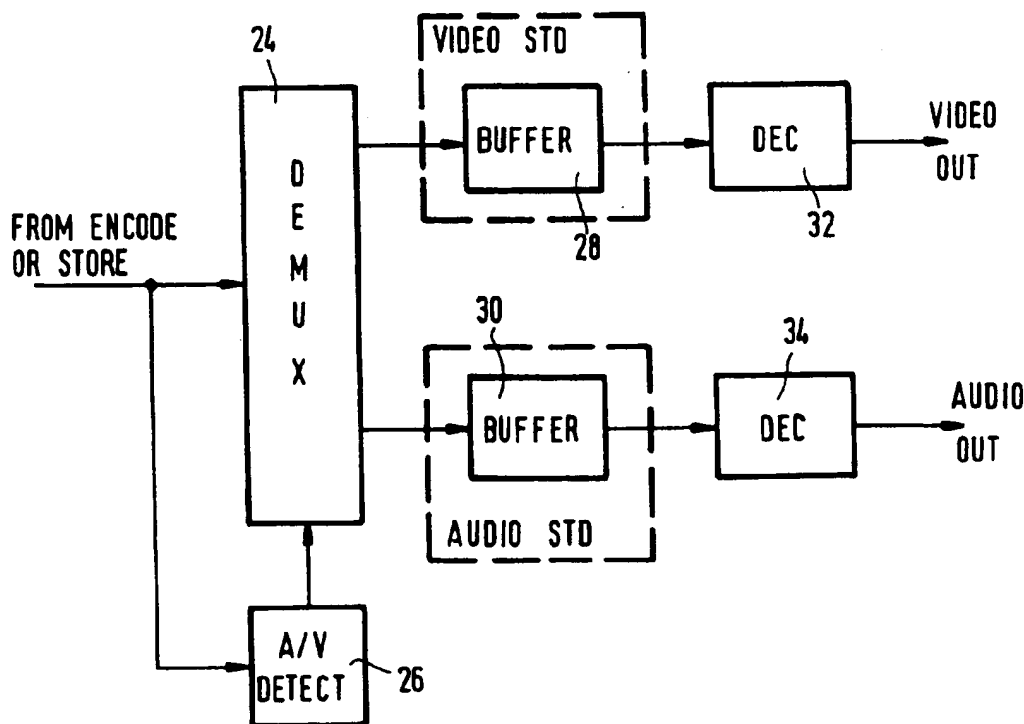 24
VIDEO STD
BUFFER
28
DEC
32
VIDEO
OUT
D
E
M
U
X
FROM ENCODE
OR STORE
30
BUFFER
AUDIO STD
34
DEC
AUDIO
OUT
A/V
DETECT
26